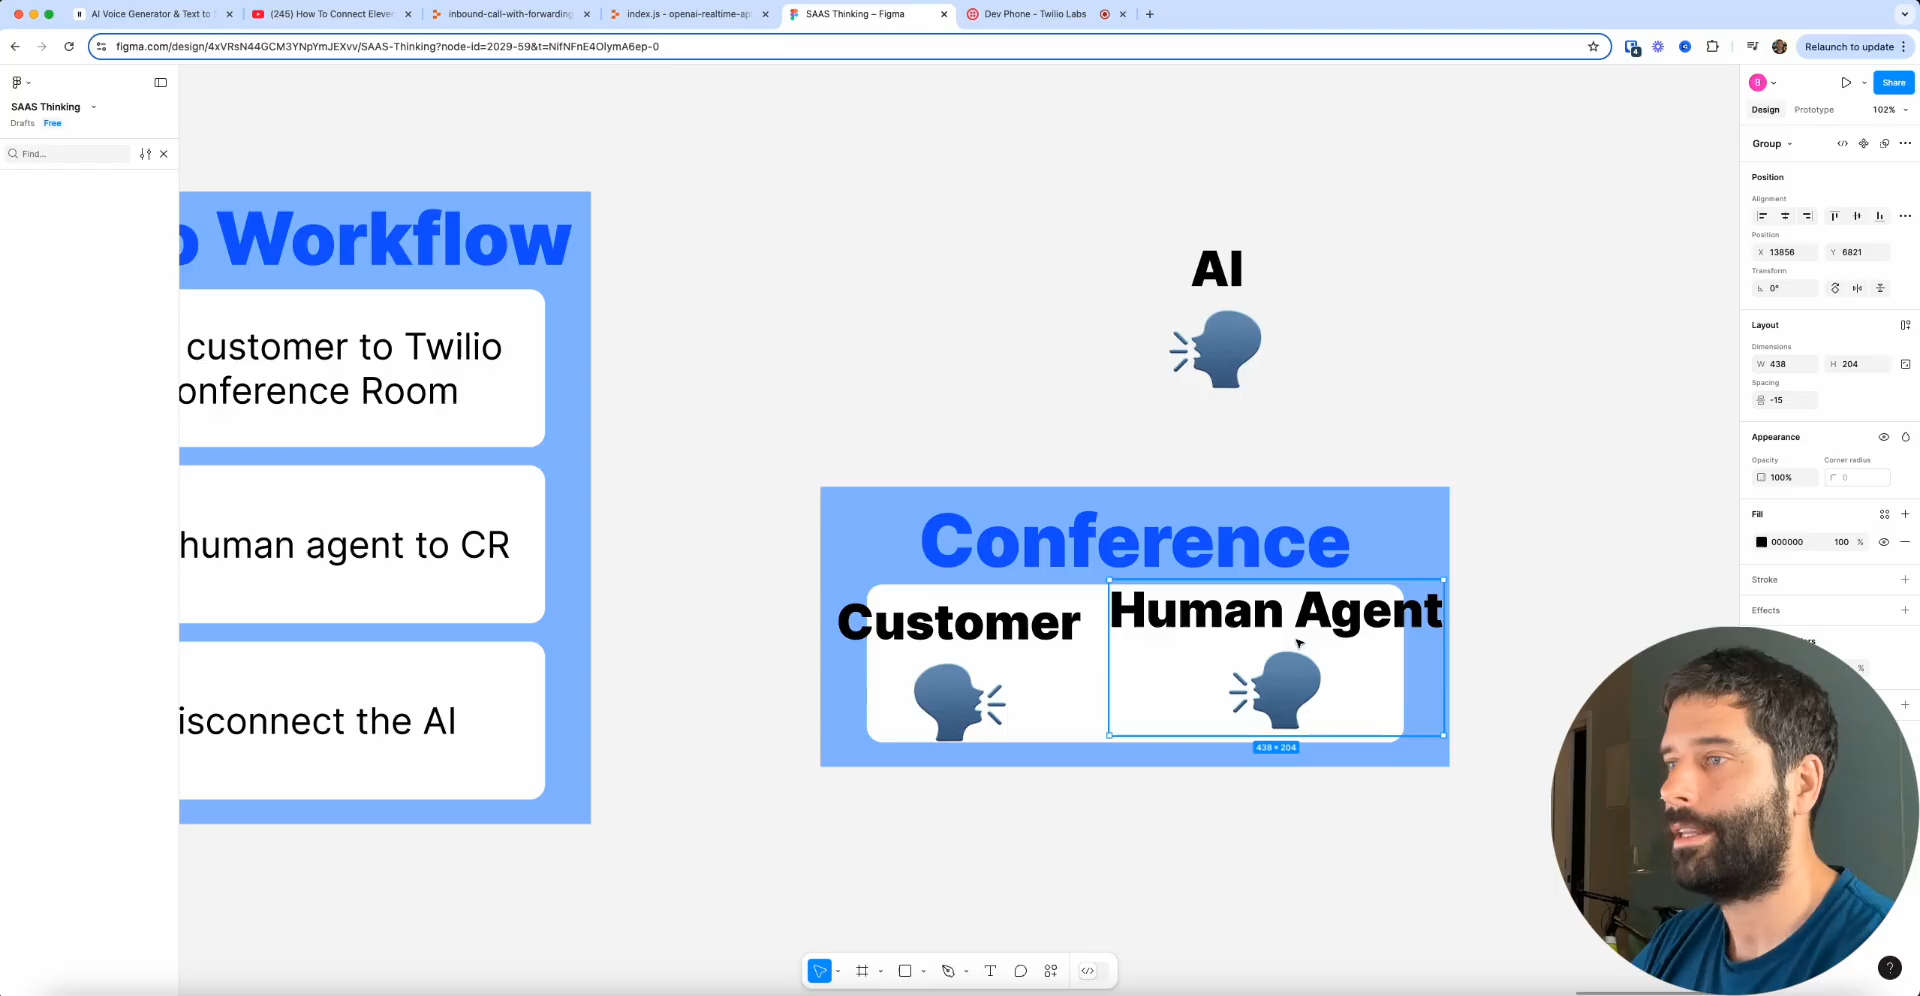 AI Voice Generator & Text to S
(245) How To Connect Eleven
inbound-call-with-forwarding
index.js - openai-realtime-ap
SAAS Thinking – Figma
Dev Phone - Twilio Labs
figma.com/design/4xVRsN44GCM3YNpYmJEXvv/SAAS-Thinking?node-id=2029-59&t=NifNFnE4OlymA6ep-0
4
Relaunch to update
SAAS Thinking
Drafts Free
Find...
o Workflow
customer to Twilio
onference Room
human agent to CR
isconnect the AI
AI
Conference
Customer
Human Agent
438 × 204
B
Share
Design Prototype 102%
Group
Position
Alignment
Position
X 13856 Y 6821
Transform
0°
Layout
Dimensions
W 438 H 204
Spacing
-15
Appearance
Opacity Corner radius
100% 0
Fill
000000 100 %
Stroke
Effects
rs
%
?